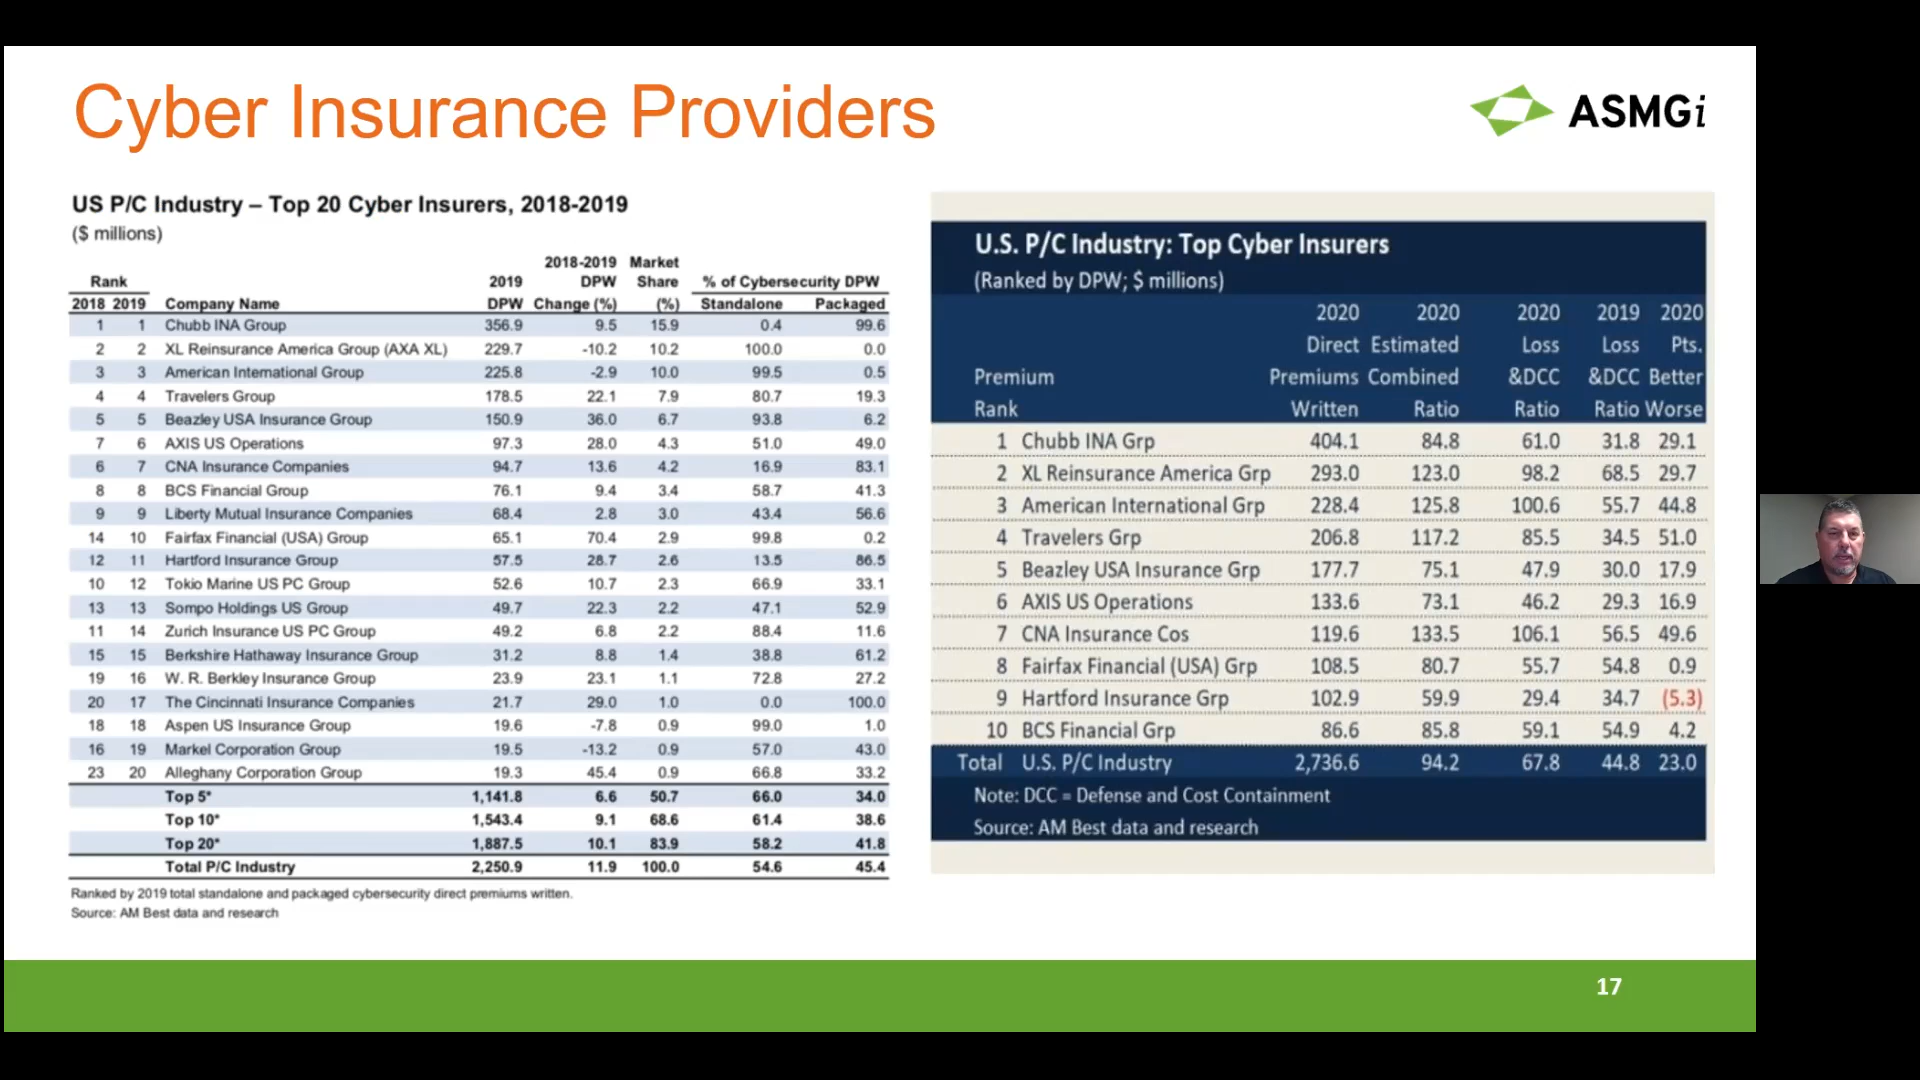 Cyber Insurance Providers
ASMGi
US P/C Industry – Top 20 Cyber Insurers, 2018-2019
($ millions)
2018-2019 Market
Rank 2019 DPW Share % of Cybersecurity DPW
2018 2019 Company Name DPW Change (%) (%) Standalone Packaged
1 1 Chubb INA Group 356.9 9.5 15.9 0.4 99.6
2 2 XL Reinsurance America Group (AXA XL) 229.7 -10.2 10.2 100.0 0.0
3 3 American International Group 225.8 -2.9 10.0 99.5 0.5
4 4 Travelers Group 178.5 22.1 7.9 80.7 19.3
5 5 Beazley USA Insurance Group 150.9 36.0 6.7 93.8 6.2
7 6 AXIS US Operations 97.3 28.0 4.3 51.0 49.0
6 7 CNA Insurance Companies 94.7 13.6 4.2 16.9 83.1
8 8 BCS Financial Group 76.1 9.4 3.4 58.7 41.3
9 9 Liberty Mutual Insurance Companies 68.4 2.8 3.0 43.4 56.6
14 10 Fairfax Financial (USA) Group 65.1 70.4 2.9 99.8 0.2
12 11 Hartford Insurance Group 57.5 28.7 2.6 13.5 86.5
10 12 Tokio Marine US PC Group 52.6 10.7 2.3 66.9 33.1
13 13 Sompo Holdings US Group 49.7 22.3 2.2 47.1 52.9
11 14 Zurich Insurance US PC Group 49.2 6.8 2.2 88.4 11.6
15 15 Berkshire Hathaway Insurance Group 31.2 8.8 1.4 38.8 61.2
19 16 W. R. Berkley Insurance Group 23.9 23.1 1.1 72.8 27.2
20 17 The Cincinnati Insurance Companies 21.7 29.0 1.0 0.0 100.0
18 18 Aspen US Insurance Group 19.6 -7.8 0.9 99.0 1.0
16 19 Markel Corporation Group 19.5 -13.2 0.9 57.0 43.0
23 20 Alleghany Corporation Group 19.3 45.4 0.9 66.8 33.2
Top 5* 1,141.8 6.6 50.7 66.0 34.0
Top 10* 1,543.4 9.1 68.6 61.4 38.6
Top 20* 1,887.5 10.1 83.9 58.2 41.8
Total P/C Industry 2,250.9 11.9 100.0 54.6 45.4
Ranked by 2019 total standalone and packaged cybersecurity direct premiums written.
Source: AM Best data and research
U.S. P/C Industry: Top Cyber Insurers
(Ranked by DPW; $ millions)
2020 2020 2020 2019 2020
Direct Estimated Loss Loss Pts.
Premium Premiums Combined &DCC &DCC Better
Rank Written Ratio Ratio Ratio Worse
1 Chubb INA Grp 404.1 84.8 61.0 31.8 29.1
2 XL Reinsurance America Grp 293.0 123.0 98.2 68.5 29.7
3 American International Grp 228.4 125.8 100.6 55.7 44.8
4 Travelers Grp 206.8 117.2 85.5 34.5 51.0
5 Beazley USA Insurance Grp 177.7 75.1 47.9 30.0 17.9
6 AXIS US Operations 133.6 73.1 46.2 29.3 16.9
7 CNA Insurance Cos 119.6 133.5 106.1 56.5 49.6
8 Fairfax Financial (USA) Grp 108.5 80.7 55.7 54.8 0.9
9 Hartford Insurance Grp 102.9 59.9 29.4 34.7 (5.3)
10 BCS Financial Grp 86.6 85.8 59.1 54.9 4.2
Total U.S. P/C Industry 2,736.6 94.2 67.8 44.8 23.0
Note: DCC = Defense and Cost Containment
Source: AM Best data and research
17